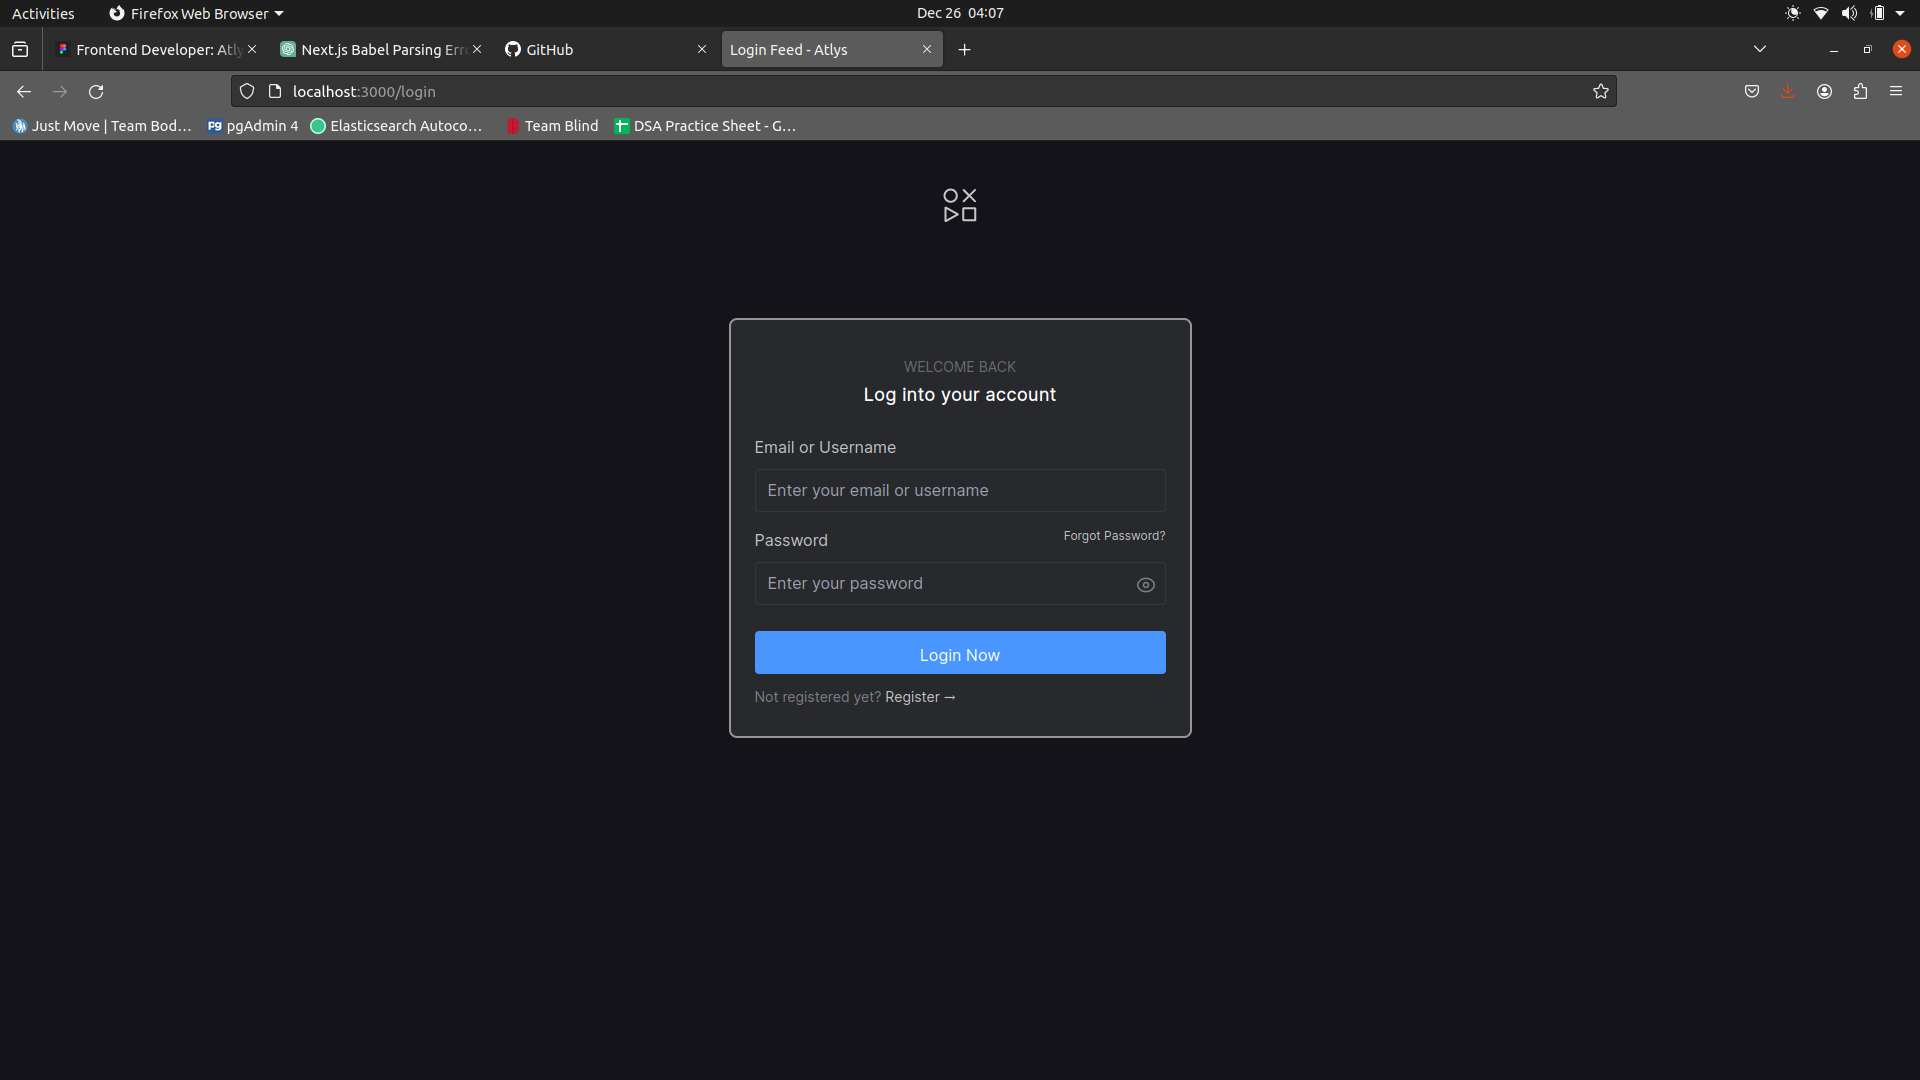 Activities Firefox Web Browser Dec 26 04:07
Frontend Developer: Atly Next.js Babel Parsing Erro GitHub Login Feed - Atlys
localhost:3000/login
Just Move | Team Bod… pgAdmin 4 Elasticsearch Autoco… Team Blind DSA Practice Sheet - G…
WELCOME BACK
Log into your account
Email or Username
Enter your email or username
Password Forgot Password?
Enter your password
Login Now
Not registered yet? Register →